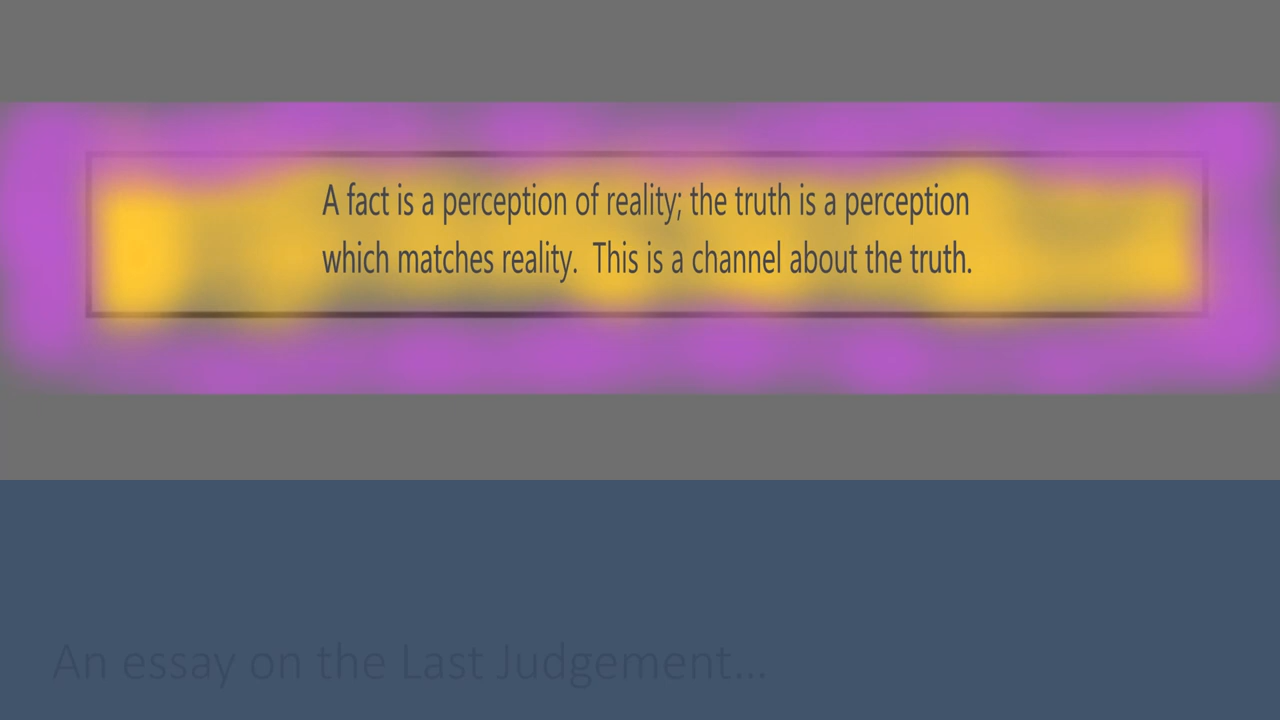 A fact is a perception of reality; the truth is a perception
which matches reality.  This is a channel about the truth.
An essay on the Last Judgement...